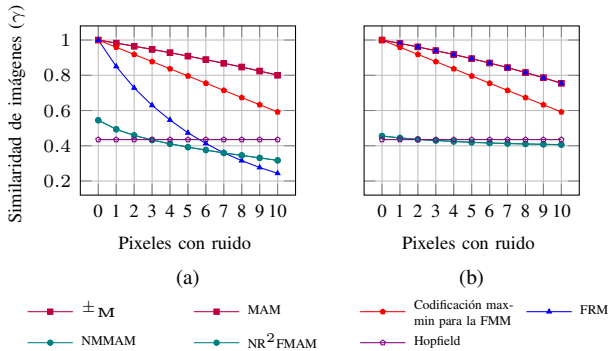 Similaridad de imágenes (γ)
1
0.8
0.6
0.4
0.2
0 1 2 3 4 5 6 7 8 9 10
0 1 2 3 4 5 6 7 8 9 10
Pixeles con ruido
Pixeles con ruido
(a)
(b)
±M
MAM
Codificación max-
min para la FMM
FRM
NMMAM
NR²FMAM
Hopfield